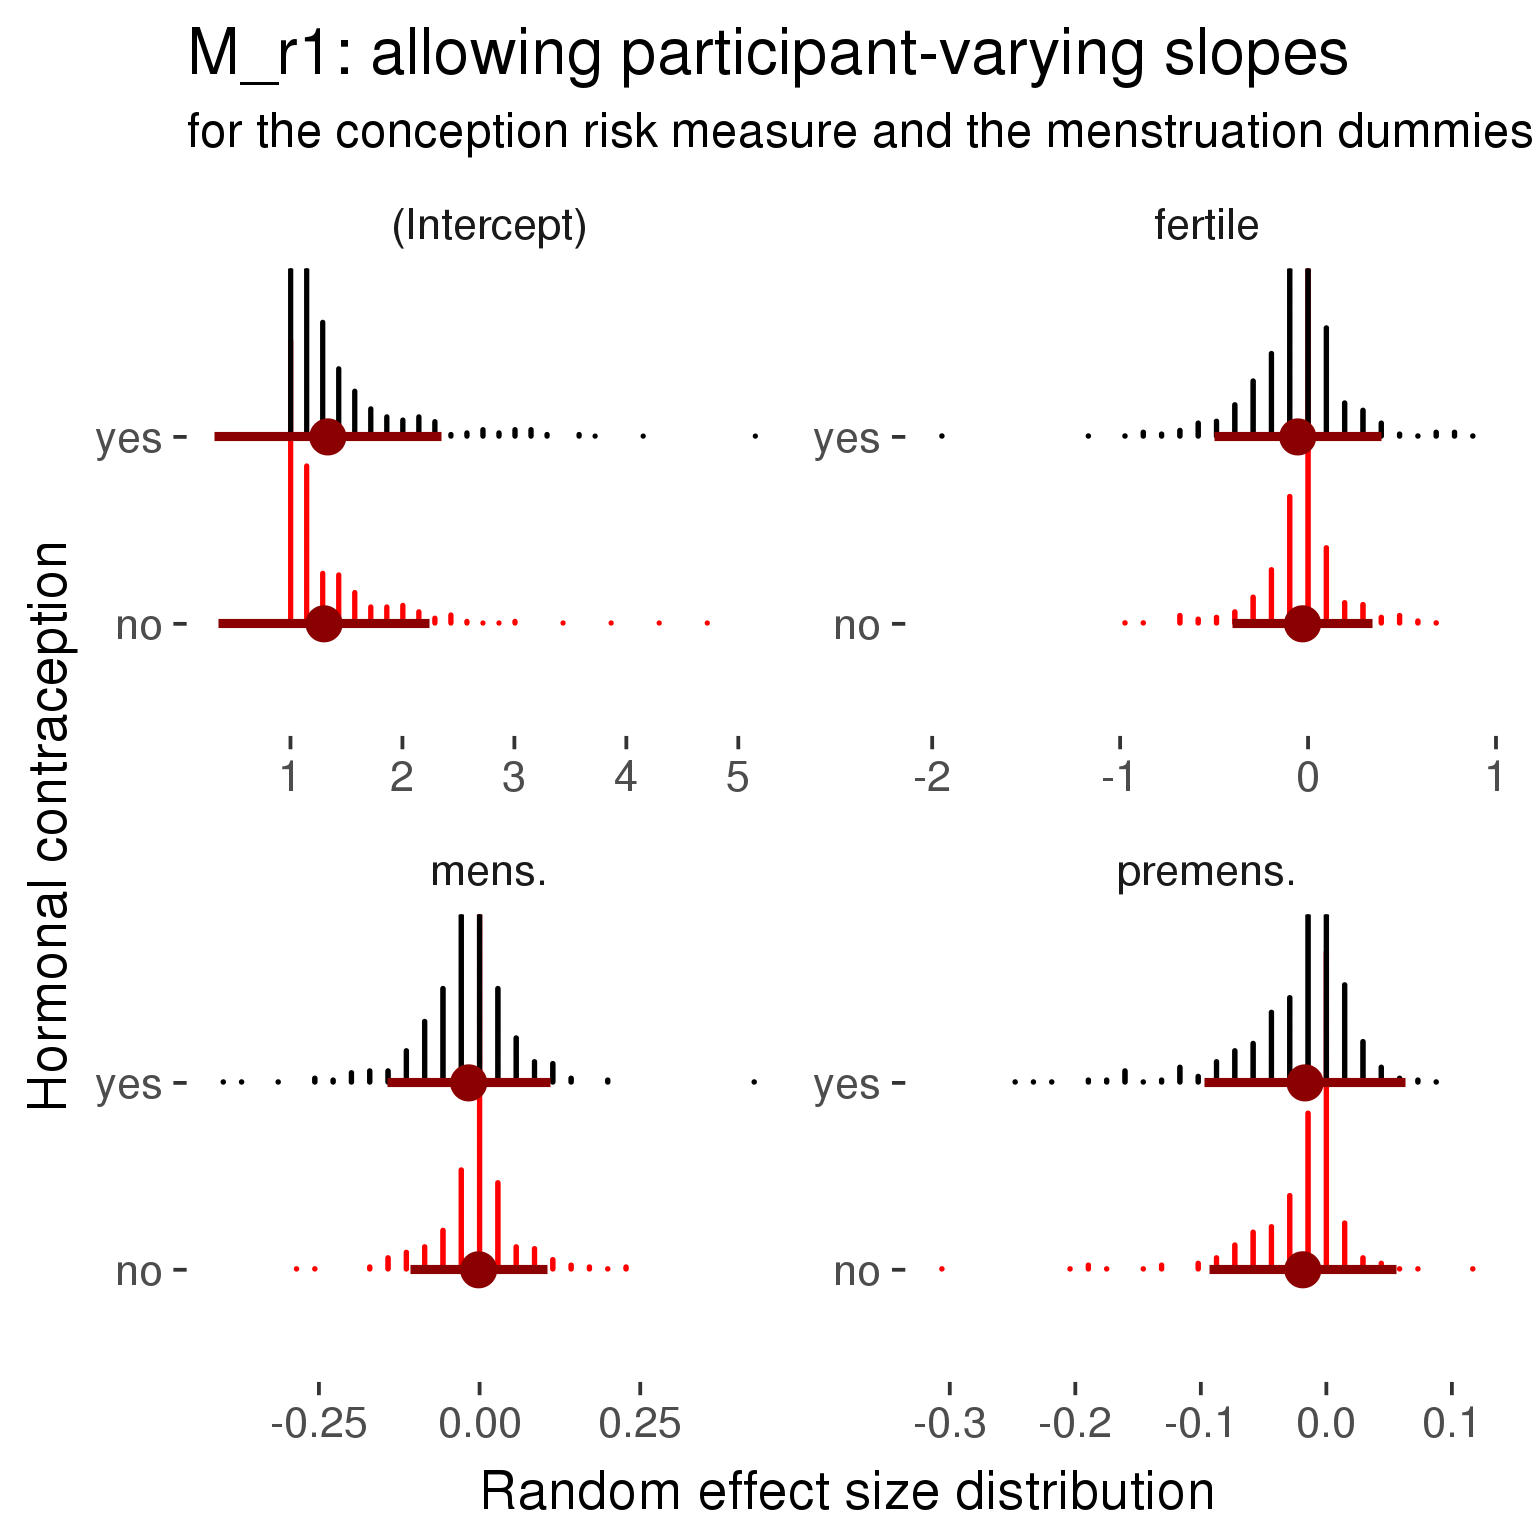 M_r1: allowing participant-varying slopes
for the conception risk measure and the menstruation dummies
(Intercept)
fertile
yes
no
yes
no
1 2 3 4 5
-2 -1 0 1
Hormonal contraception
mens.
premens.
yes
no
yes
no
-0.25 0.00 0.25
-0.3 -0.2 -0.1 0.0 0.1
Random effect size distribution